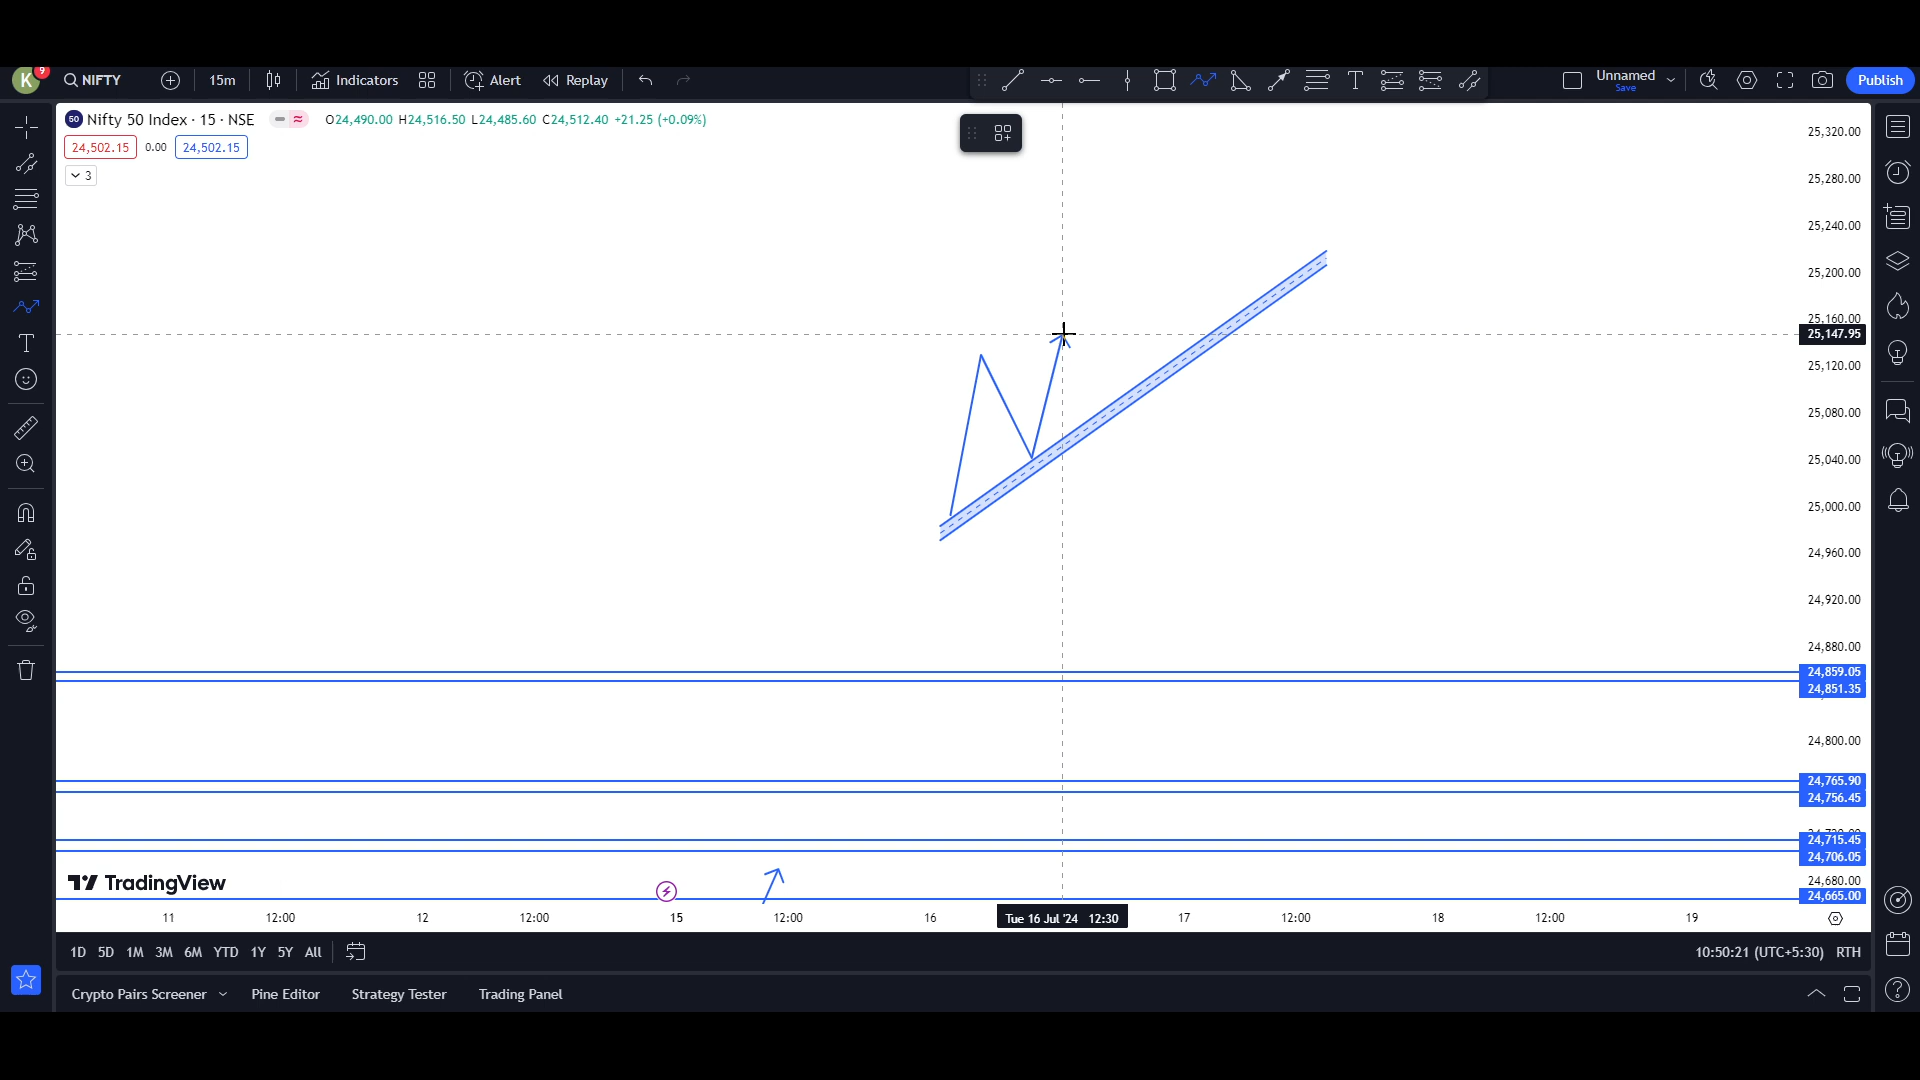 K 9 NIFTY 15m Indicators Alert Replay T Unnamed Publish
Save
50 Nifty 50 Index · 15 · NSE O24,490.00 H24,516.50 L24,485.60 C24,512.40 +21.25 (+0.09%)
24,502.15 0.00 24,502.15
3
25,320.00
25,280.00
25,240.00
25,200.00
25,160.00
25,147.95
25,120.00
25,080.00
25,040.00
25,000.00
24,960.00
24,920.00
24,880.00
24,859.05
24,851.35
24,800.00
24,765.90
24,756.45
24,715.45
24,706.05
24,680.00
24,665.00
TradingView
11 12:00 12 12:00 15 12:00 16 Tue 16 Jul '24 12:30 17 12:00 18 12:00 19
1D 5D 1M 3M 6M YTD 1Y 5Y All 10:50:21 (UTC+5:30) RTH
Crypto Pairs Screener Pine Editor Strategy Tester Trading Panel